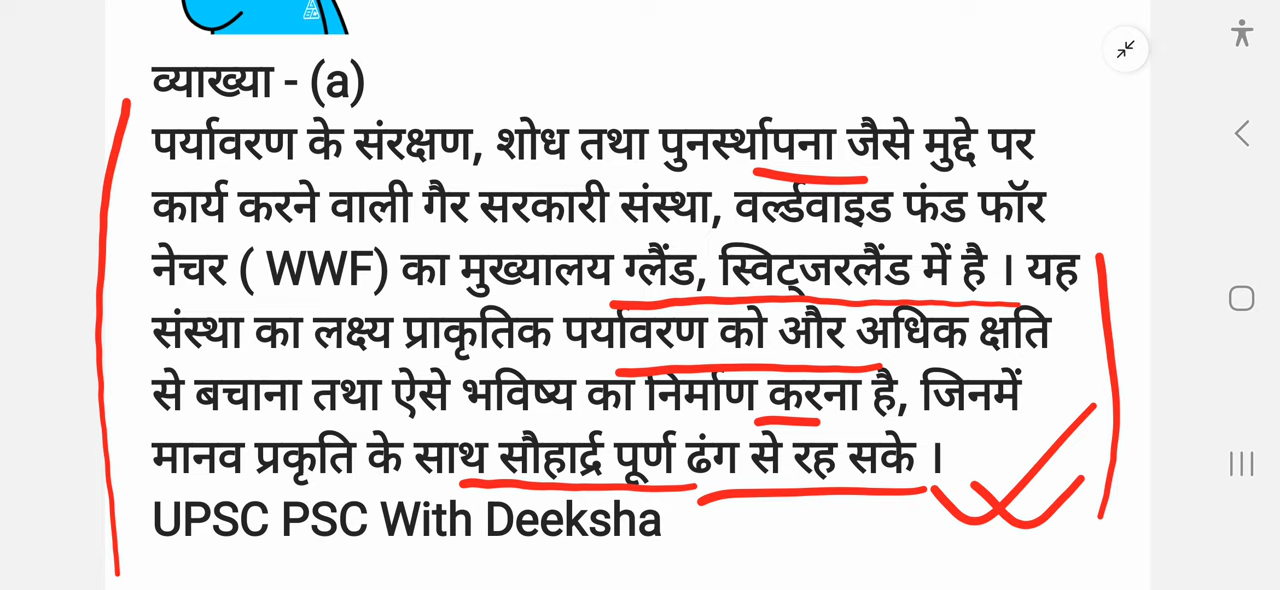 व्याख्या - (a)
पर्यावरण के संरक्षण, शोध तथा पुनर्स्थापना जैसे मुद्दे पर
कार्य करने वाली गैर सरकारी संस्था, वर्ल्डवाइड फंड फॉर
नेचर ( WWF) का मुख्यालय ग्लैंड, स्विट्जरलैंड में है । यह
संस्था का लक्ष्य प्राकृतिक पर्यावरण को और अधिक क्षति
से बचाना तथा ऐसे भविष्य का निर्माण करना है, जिनमें
मानव प्रकृति के साथ सौहार्द्र पूर्ण ढंग से रह सके ।
UPSC PSC With Deeksha